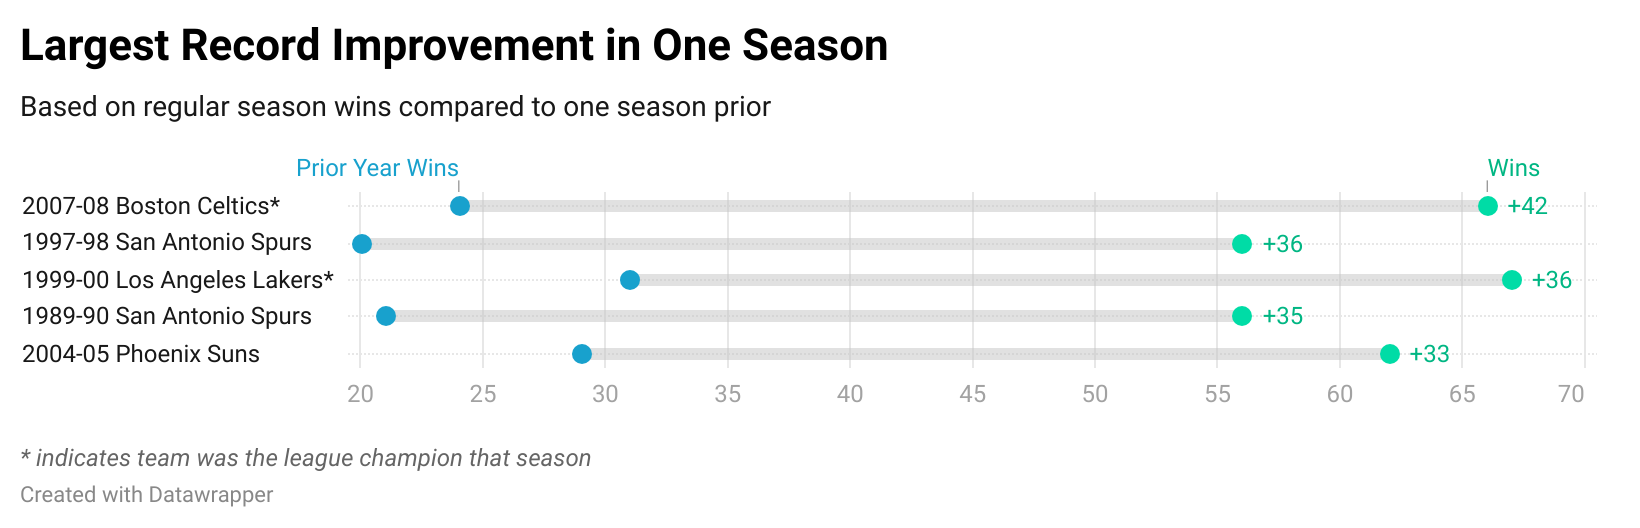 Largest Record Improvement in One Season
Based on regular season wins compared to one season prior
Prior Year Wins Wins
2007-08 Boston Celtics* +42
1997-98 San Antonio Spurs +36
1999-00 Los Angeles Lakers* +36
1989-90 San Antonio Spurs +35
2004-05 Phoenix Suns +33
20 25 30 35 40 45 50 55 60 65 70
* indicates team was the league champion that season
Created with Datawrapper